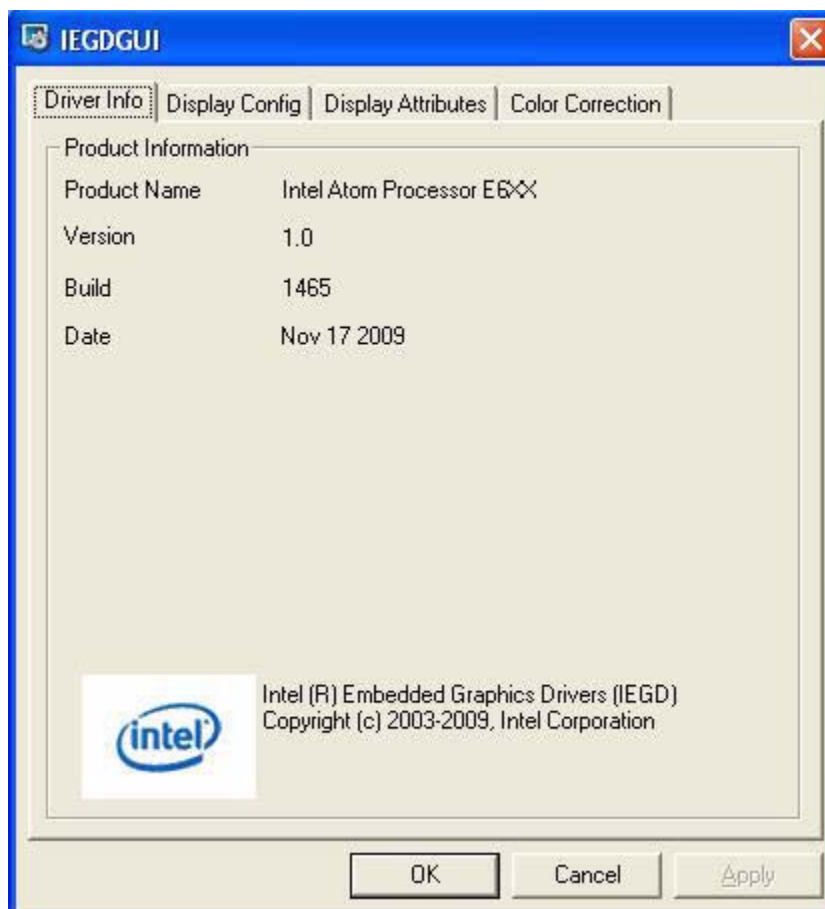 IEGDGUI
Driver Info Display Config Display Attributes Color Correction
Product Information
Product Name Intel Atom Processor E6XX
Version 1.0
Build 1465
Date Nov 17 2009
intel
Intel (R) Embedded Graphics Drivers (IEGD)
Copyright (c) 2003-2009, Intel Corporation
OK Cancel Apply